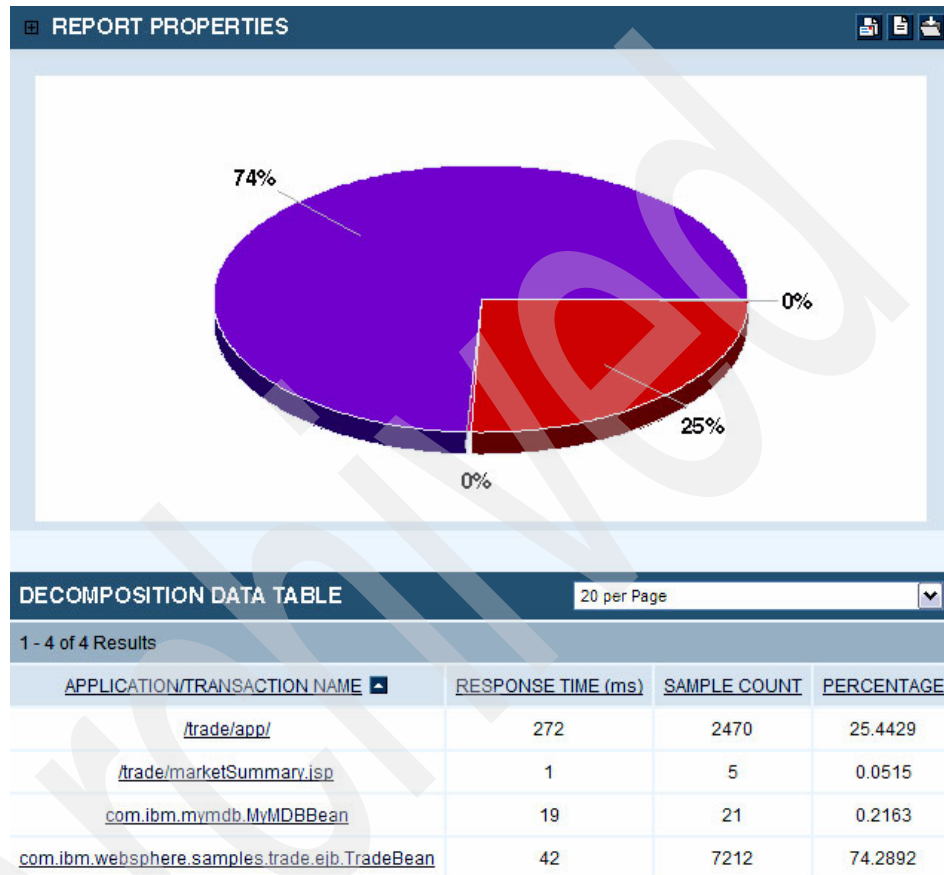 REPORT PROPERTIES
74%
0%
25%
0%
DECOMPOSITION DATA TABLE 20 per Page
1 - 4 of 4 Results
APPLICATION/TRANSACTION NAME RESPONSE TIME (ms) SAMPLE COUNT PERCENTAGE
/trade/app/ 272 2470 25.4429
/trade/marketSummary.jsp 1 5 0.0515
com.ibm.mymdb.MyMDBBean 19 21 0.2163
com.ibm.websphere.samples.trade.ejb.TradeBean 42 7212 74.2892
Archived